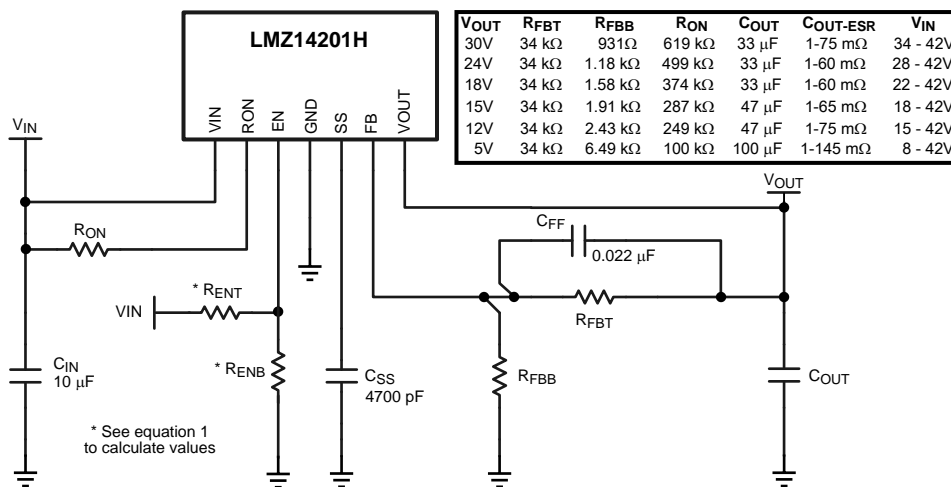 LMZ14201H
VIN
RON
EN
GND
SS
FB
VOUT
VOUT RFBT RFBB RON COUT COUT-ESR VIN
30V 34 kΩ 931Ω 619 kΩ 33 μF 1-75 mΩ 34 - 42V
24V 34 kΩ 1.18 kΩ 499 kΩ 33 μF 1-60 mΩ 28 - 42V
18V 34 kΩ 1.58 kΩ 374 kΩ 33 μF 1-60 mΩ 22 - 42V
15V 34 kΩ 1.91 kΩ 287 kΩ 47 μF 1-65 mΩ 18 - 42V
12V 34 kΩ 2.43 kΩ 249 kΩ 47 μF 1-75 mΩ 15 - 42V
5V 34 kΩ 6.49 kΩ 100 kΩ 100 μF 1-145 mΩ 8 - 42V
VIN
VOUT
RON
CFF
0.022 μF
* RENT
VIN
RFBT
* RENB
CIN
10 μF
CSS
4700 pF
RFBB
COUT
* See equation 1
to calculate values